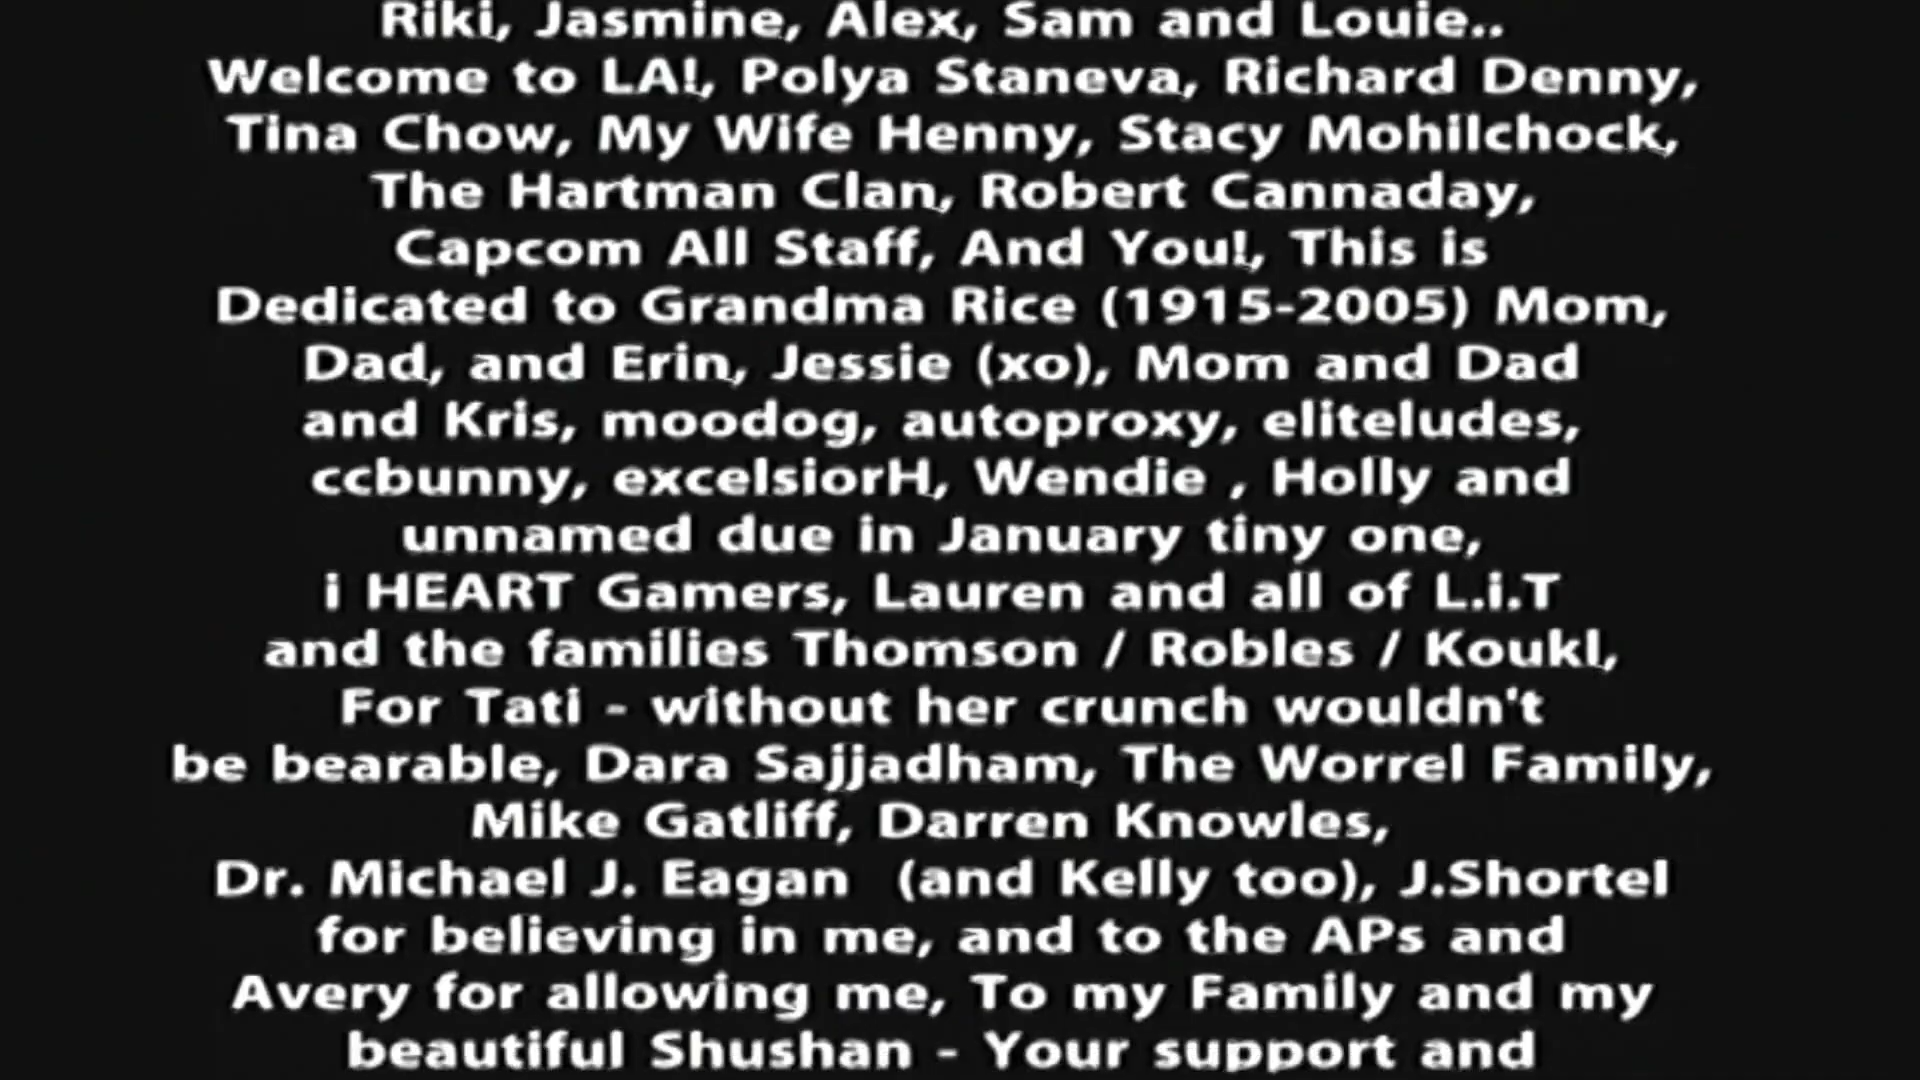 Riki, Jasmine, Alex, Sam and Louie..
Welcome to LA!, Polya Staneva, Richard Denny,
Tina Chow, My Wife Henny, Stacy Mohilchock,
The Hartman Clan, Robert Cannaday,
Capcom All Staff, And You!, This is
Dedicated to Grandma Rice (1915-2005) Mom,
Dad, and Erin, Jessie (xo), Mom and Dad
and Kris, moodog, autoproxy, eliteludes,
ccbunny, excelsiorH, Wendie , Holly and
unnamed due in January tiny one,
i HEART Gamers, Lauren and all of L.i.T
and the families Thomson / Robles / Koukl,
For Tati - without her crunch wouldn't
be bearable, Dara Sajjadham, The Worrel Family,
Mike Gatliff, Darren Knowles,
Dr. Michael J. Eagan  (and Kelly too), J.Shortel
for believing in me, and to the APs and
Avery for allowing me, To my Family and my
beautiful Shushan - Your support and